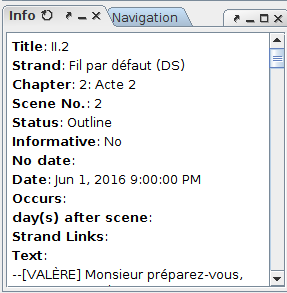 Info Navigation
Title: II.2
Strand: Fil par défaut (DS)
Chapter: 2: Acte 2
Scene No.: 2
Status: Outline
Informative: No
No date:
Date: Jun 1, 2016 9:00:00 PM
Occurs:
day(s) after scene:
Strand Links:
Text:
--[VALÈRE] Monsieur préparez-vous,